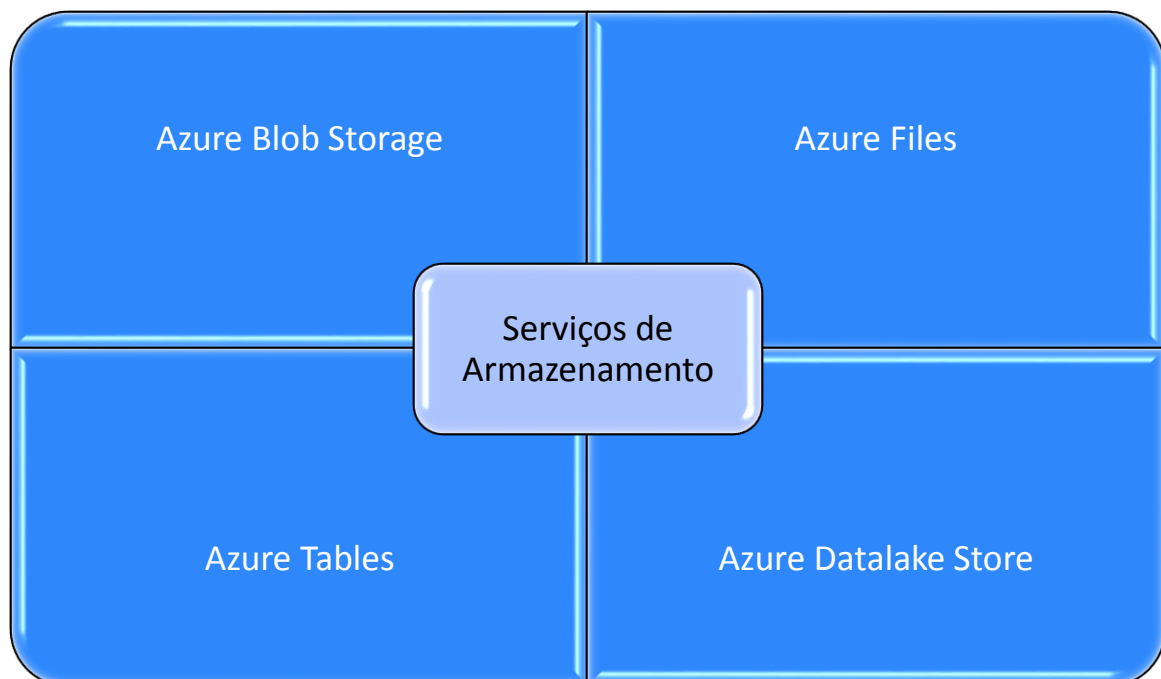 Azure Blob Storage
Azure Files
Serviços de
Armazenamento
Azure Tables
Azure Datalake Store